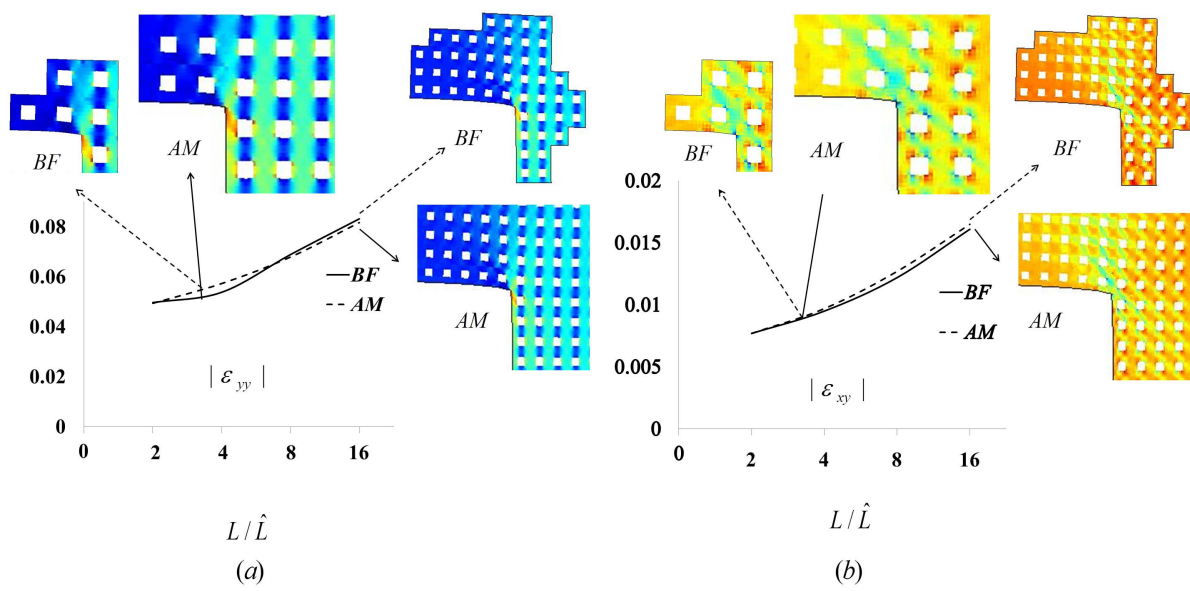 BF
AM
BF
AM
0.08
0.06
0.04
0.02
0
BF
AM
| ε yy |
0 2 4 8 16
L / L̂
(a)
BF
AM
BF
AM
0.02
0.015
0.01
0.005
0
BF
AM
| ε xy |
0 2 4 8 16
L / L̂
(b)